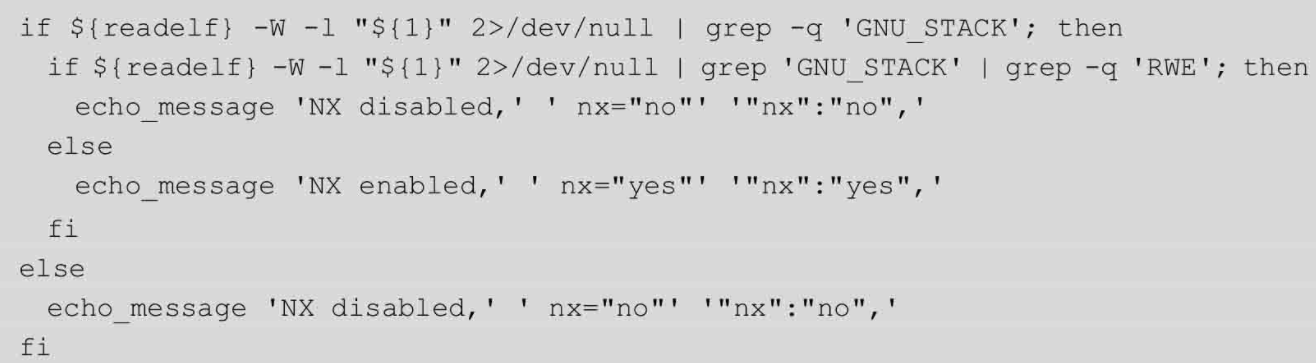 if ${readelf} -W -l "${1}" 2>/dev/null | grep -q 'GNU_STACK'; then
  if ${readelf} -W -l "${1}" 2>/dev/null | grep 'GNU_STACK' | grep -q 'RWE'; then
    echo_message 'NX disabled,' ' nx="no"' '"nx":"no",'
  else
    echo_message 'NX enabled,' ' nx="yes"' '"nx":"yes",'
  fi
else
  echo_message 'NX disabled,' ' nx="no"' '"nx":"no",'
fi